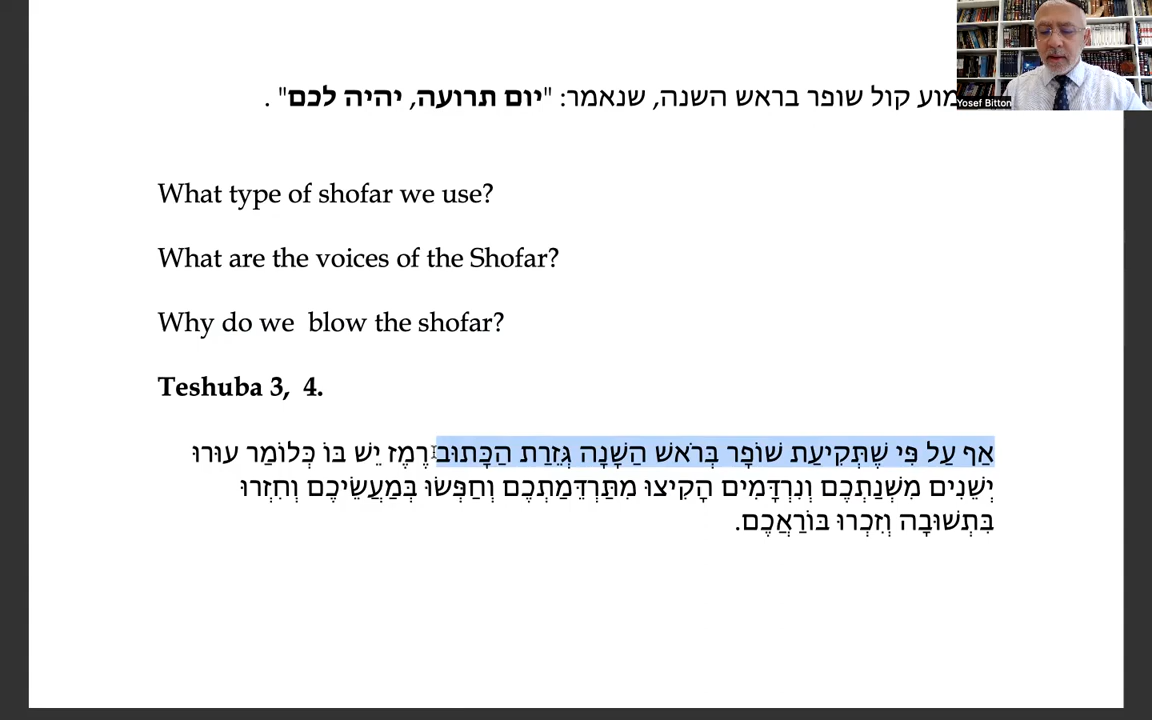 מוע קול שופר בראש השנה, שנאמר: "יום תרועה, יהיה לכם" .
Yosef Bitton
What type of shofar we use?
What are the voices of the Shofar?
Why do we  blow the shofar?
Teshuba 3,  4.
אַף עַל פִּי שֶׁתְּקִיעַת שׁוֹפָר בְּרֹאשׁ הַשָּׁנָה גְּזֵרַת הַכָּתוּב רֶמֶז יֵשׁ בּוֹ כְּלוֹמַר עוּרוּ
יְשֵׁנִים מִשְּׁנַתְכֶם וְנִרְדָּמִים הָקִיצוּ מִתַּרְדֵּמַתְכֶם וְחַפְּשׂוּ בְּמַעֲשֵׂיכֶם וְחִזְרוּ
בִּתְשׁוּבָה וְזִכְרוּ בּוֹרַאֲכֶם.